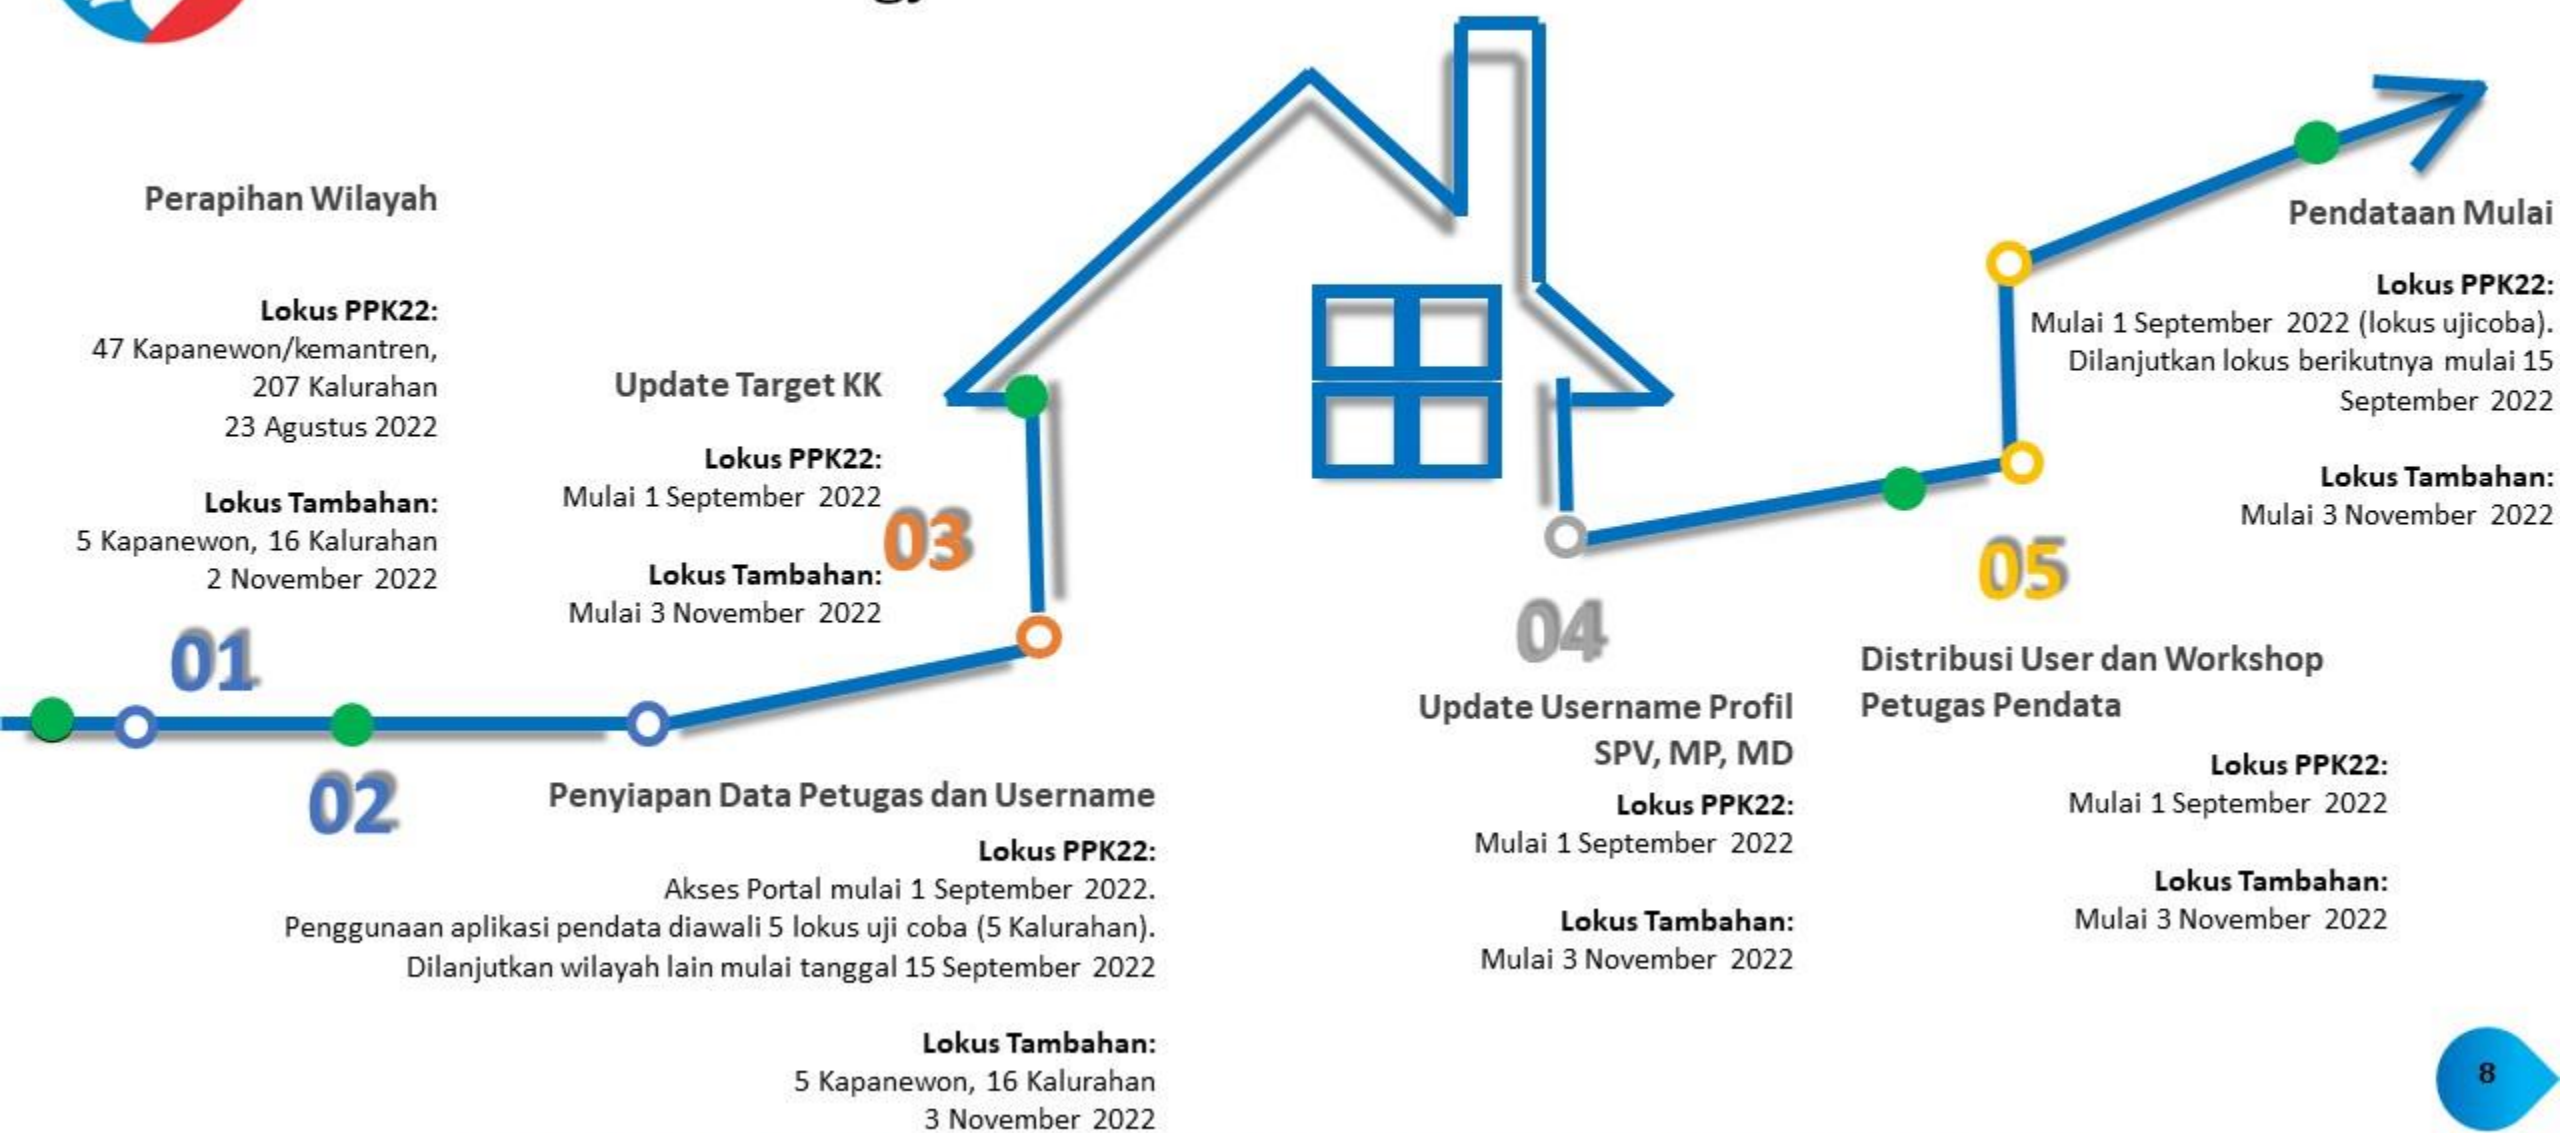 Perapihan Wilayah
Lokus PPK22:
47 Kapanewon/kemantren,
207 Kalurahan
23 Agustus 2022
Lokus Tambahan:
5 Kapanewon, 16 Kalurahan
2 November 2022
01
02
Penyiapan Data Petugas dan Username
Lokus PPK22:
Akses Portal mulai 1 September 2022.
Penggunaan aplikasi pendata diawali 5 lokus uji coba (5 Kalurahan).
Dilanjutkan wilayah lain mulai tanggal 15 September 2022
Lokus Tambahan:
5 Kapanewon, 16 Kalurahan
3 November 2022
Update Target KK
Lokus PPK22:
Mulai 1 September 2022
Lokus Tambahan:
Mulai 3 November 2022
03
04
Update Username Profil
SPV, MP, MD
Lokus PPK22:
Mulai 1 September 2022
Lokus Tambahan:
Mulai 3 November 2022
05
Distribusi User dan Workshop
Petugas Pendata
Lokus PPK22:
Mulai 1 September 2022
Lokus Tambahan:
Mulai 3 November 2022
Pendataan Mulai
Lokus PPK22:
Mulai 1 September 2022 (lokus ujicoba).
Dilanjutkan lokus berikutnya mulai 15
September 2022
Lokus Tambahan:
Mulai 3 November 2022
8